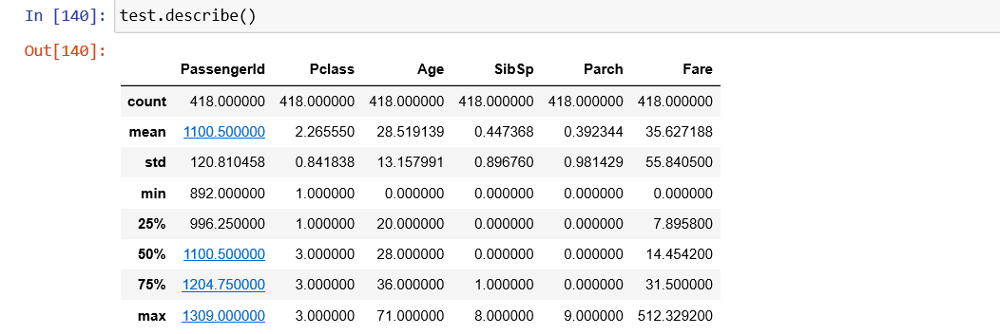 In [140]: test.describe()
Out[140]:
PassengerId Pclass Age SibSp Parch Fare
count 418.000000 418.000000 418.000000 418.000000 418.000000 418.000000
mean 1100.500000 2.265550 28.519139 0.447368 0.392344 35.627188
std 120.810458 0.841838 13.157991 0.896760 0.981429 55.840500
min 892.000000 1.000000 0.000000 0.000000 0.000000 0.000000
25% 996.250000 1.000000 20.000000 0.000000 0.000000 7.895800
50% 1100.500000 3.000000 28.000000 0.000000 0.000000 14.454200
75% 1204.750000 3.000000 36.000000 1.000000 0.000000 31.500000
max 1309.000000 3.000000 71.000000 8.000000 9.000000 512.329200